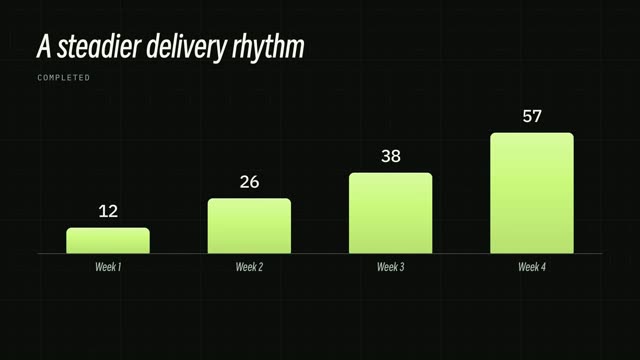 A steadier delivery rhythm
COMPLETED
12
26
38
57
Week 1
Week 2
Week 3
Week 4